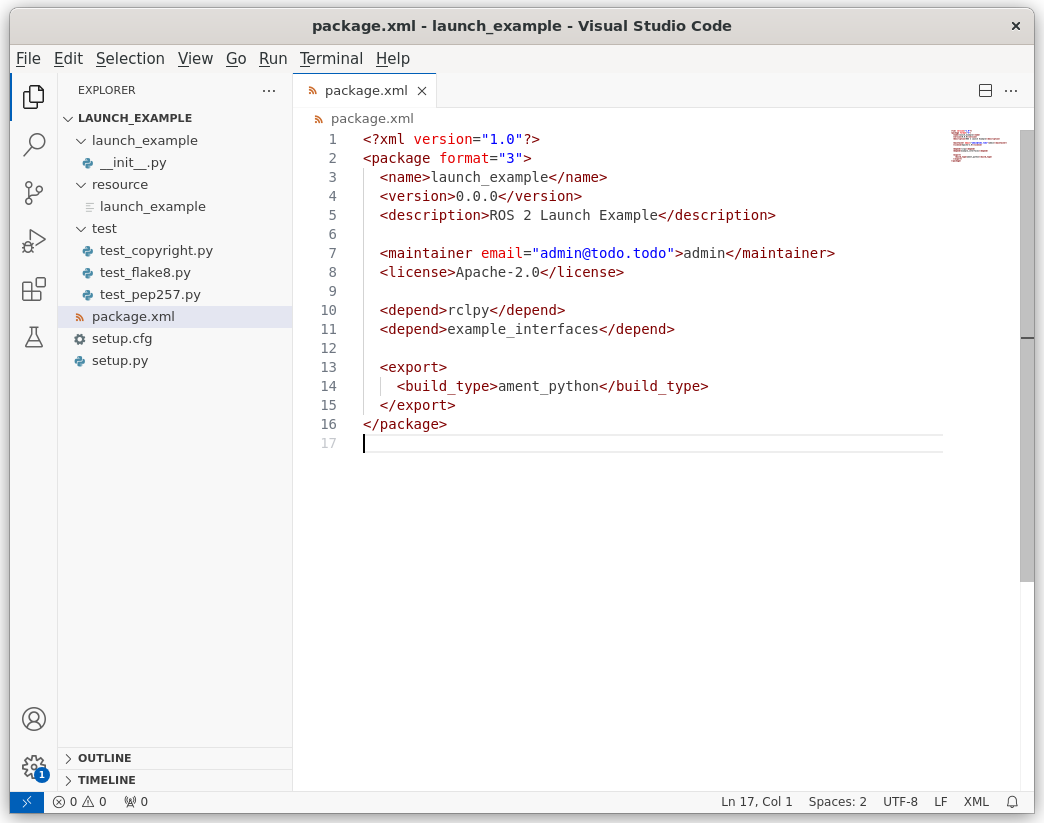 package.xml - launch_example - Visual Studio Code
File Edit Selection View Go Run Terminal Help
EXPLORER
LAUNCH_EXAMPLE
launch_example
__init__.py
resource
launch_example
test
test_copyright.py
test_flake8.py
test_pep257.py
package.xml
setup.cfg
setup.py
OUTLINE
TIMELINE
1
package.xml
package.xml
1 <?xml version="1.0"?>
2 <package format="3">
3   <name>launch_example</name>
4   <version>0.0.0</version>
5   <description>ROS 2 Launch Example</description>
6
7   <maintainer email="admin@todo.todo">admin</maintainer>
8   <license>Apache-2.0</license>
9
10   <depend>rclpy</depend>
11   <depend>example_interfaces</depend>
12
13   <export>
14     <build_type>ament_python</build_type>
15   </export>
16 </package>
17
0 0 0 Ln 17, Col 1 Spaces: 2 UTF-8 LF XML